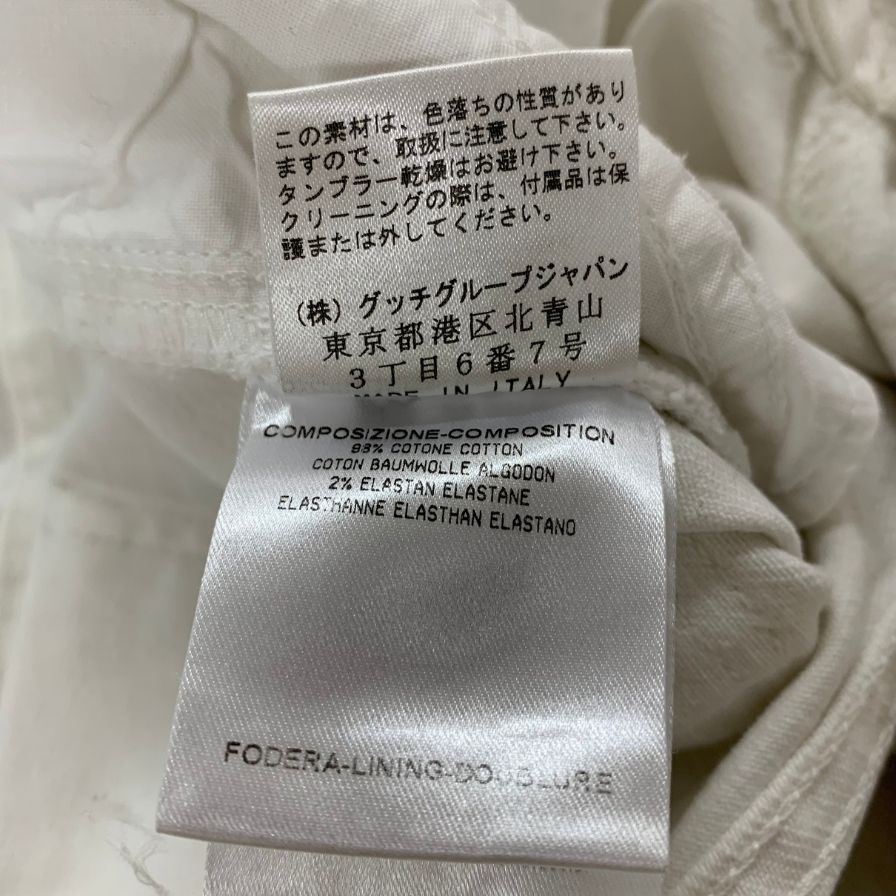 この素材は、色落ちの性質があり
ますので、取扱に注意して下さい。
タンブラー乾燥はお避け下さい。
クリーニングの際は、付属品は保
護または外してください。
（株）グッチグループジャパン
東京都港区北青山
3丁目6番7号
MADE IN ITALY
COMPOSIZIONE-COMPOSITION
98% COTONE COTTON
COTON BAUMWOLLE ALGODON
2% ELASTAN ELASTANE
ELASTHANNE ELASTHAN ELASTANO
FODERA-LINING-DOUBLURE